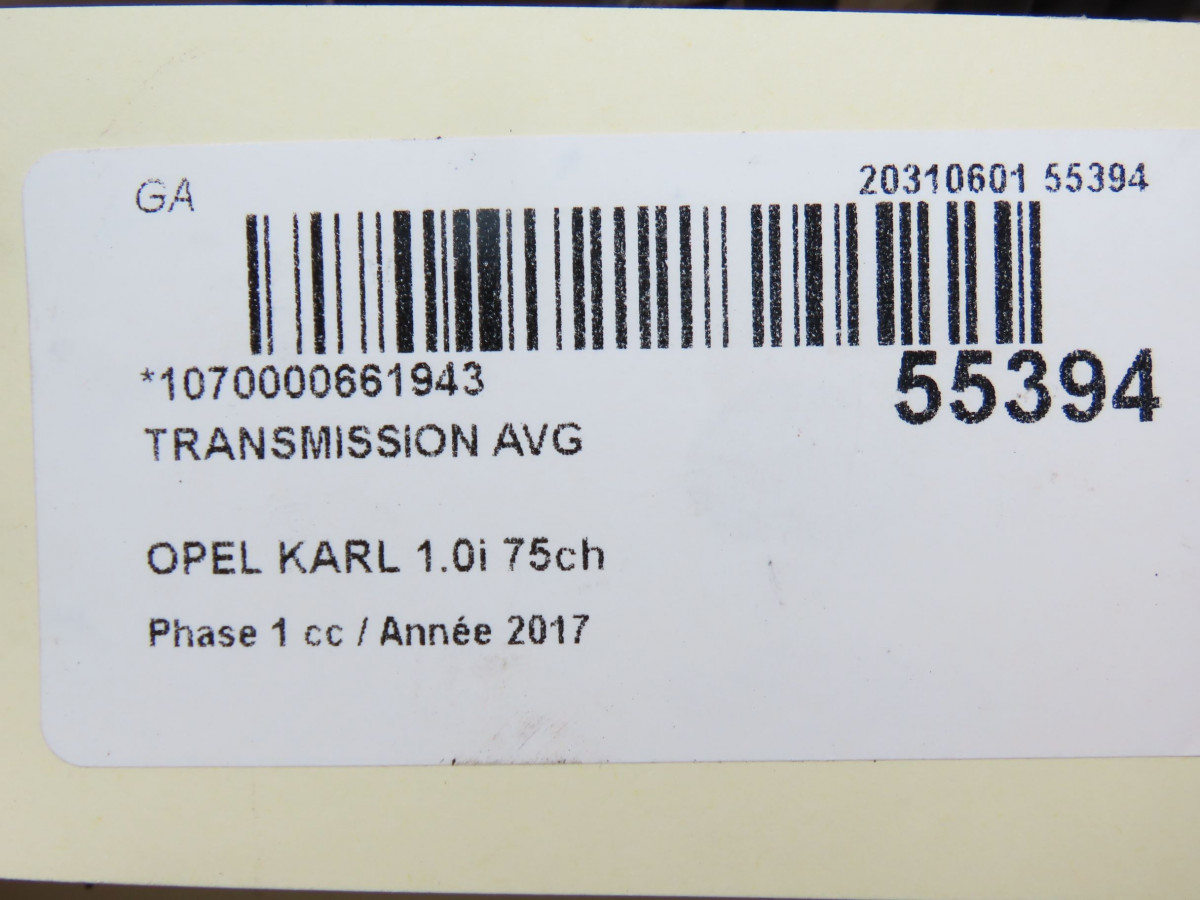 GA
20310601 55394
*1070000661943
55394
TRANSMISSION AVG
OPEL KARL 1.0i 75ch
Phase 1 cc / Année 2017